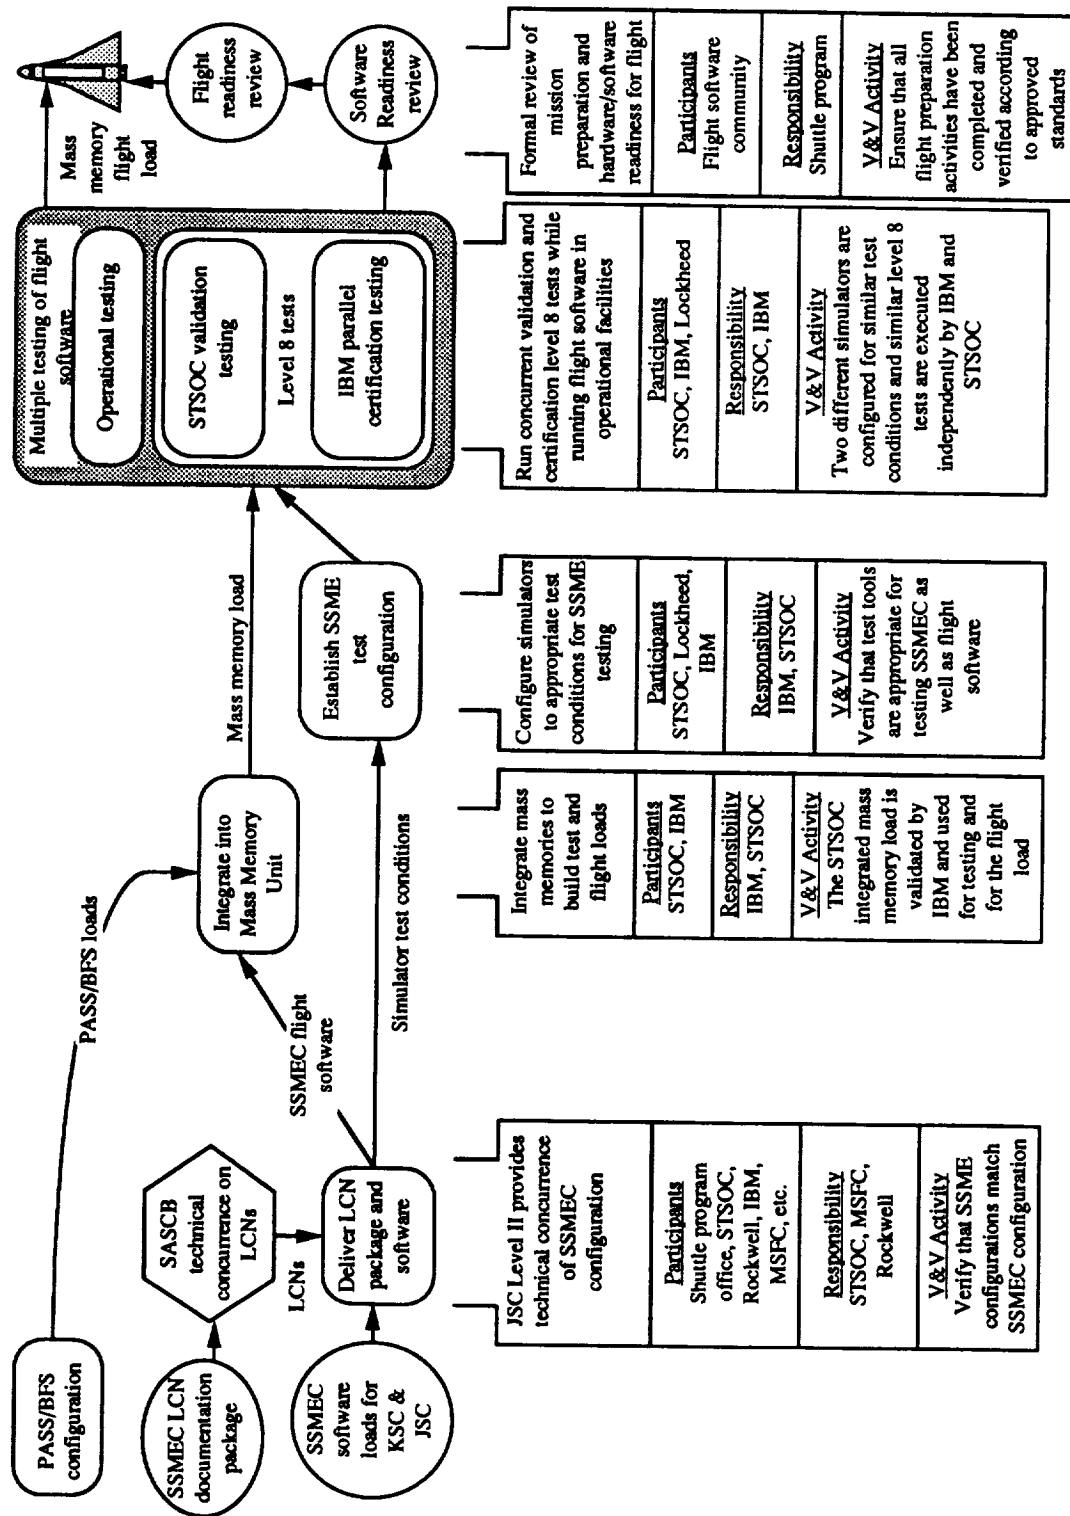 PASS/BFS
configuration
SSMEC LCN
documentation
package
SSMEC
software
loads for
KSC &
JSC
SASCB
technical
concurrence on
LCNs
LCNs
Deliver LCN
package and
software
PASS/BFS loads
SSMEC flight
software
Simulator test conditions
Integrate into
Mass Memory
Unit
Mass memory load
Establish SSME
test
configuration
Multiple testing of flight
software
Operational testing
STSOC validation
testing
Level 8 tests
IBM parallel
certification testing
Mass
memory
flight
load
Flight
readiness
review
Software
Readiness
review
JSC Level II provides
technical concurrence
of SSMEC
configuration
Participants
Shuttle program
office, STSOC,
Rockwell, IBM,
MSFC, etc.
Responsibility
STSOC, MSFC,
Rockwell
V&V Activity
Verify that SSME
configurations match
SSMEC configuration
Integrate mass
memories to
build test and
flight loads
Participants
STSOC, IBM
Responsibility
IBM, STSOC
V&V Activity
The STSOC
integrated mass
memory load is
validated by
IBM and used
for testing and
for the flight
load
Configure simulators
to appropriate test
conditions for SSME
testing
Participants
STSOC, Lockheed,
IBM
Responsibility
IBM, STSOC
V&V Activity
Verify that test tools
are appropriate for
testing SSMEC as
well as flight
software
Run concurrent validation and
certification level 8 tests while
running flight software in
operational facilities
Participants
STSOC, IBM, Lockheed
Responsibility
STSOC, IBM
V&V Activity
Two different simulators are
configured for similar test
conditions and similar level 8
tests are executed
independently by IBM and
STSOC
Formal review of
mission
preparation and
hardware/software
readiness for flight
Participants
Flight software
community
Responsibility
Shuttle program
V&V Activity
Ensure that all
flight preparation
activities have been
completed and
verified according
to approved
standards